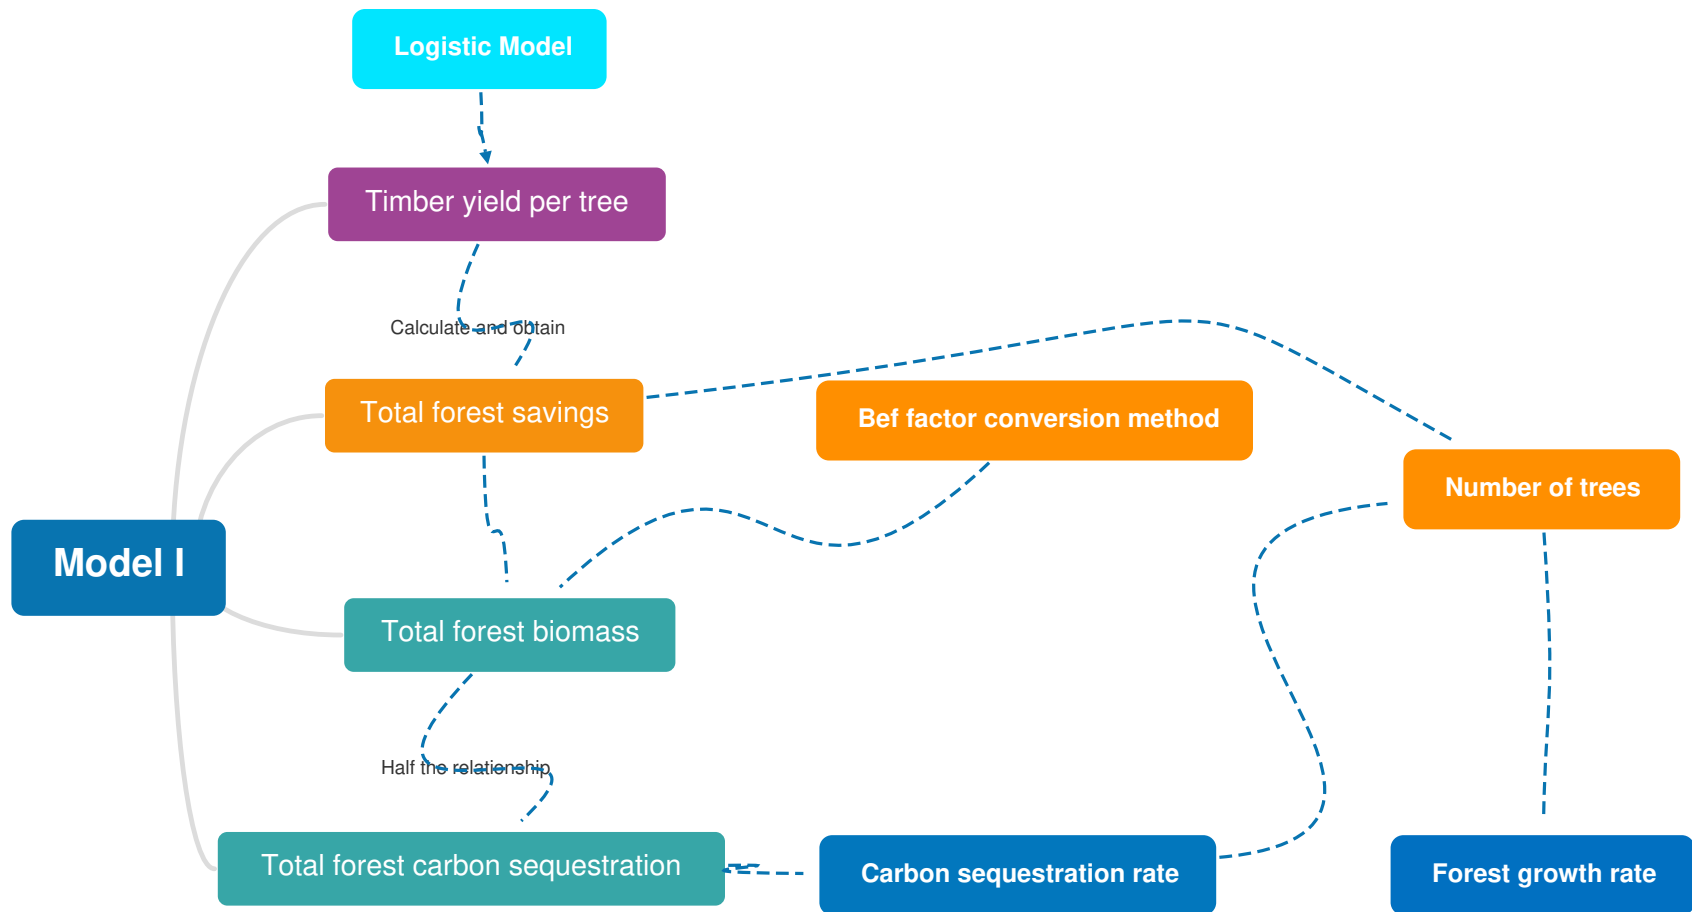 Logistic Model
Timber yield per tree
Calculate and obtain
Total forest savings
Bef factor conversion method
Number of trees
Model I
Total forest biomass
Half the relationship
Total forest carbon sequestration
Carbon sequestration rate
Forest growth rate